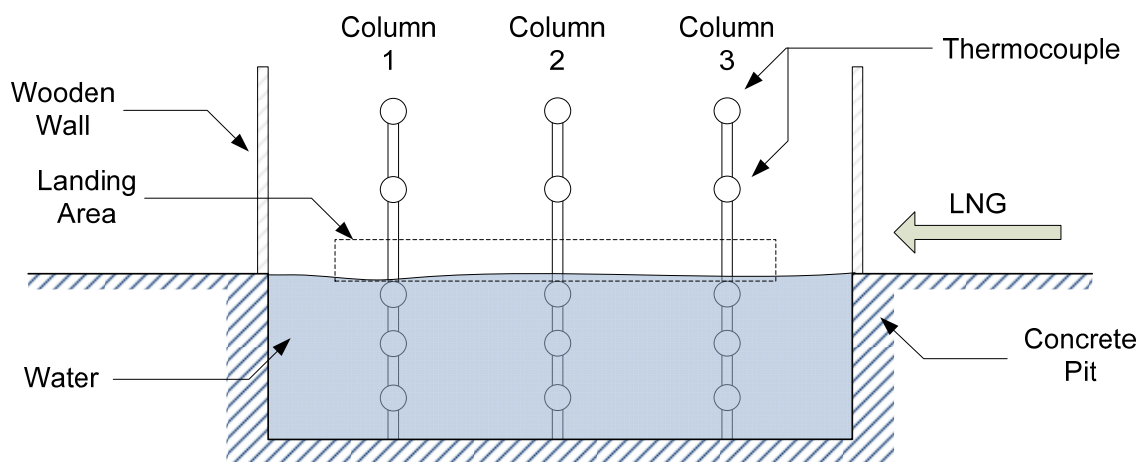 Column
1
Column
2
Column
3
Thermocouple
Wooden
Wall
Landing
Area
LNG
Water
Concrete
Pit